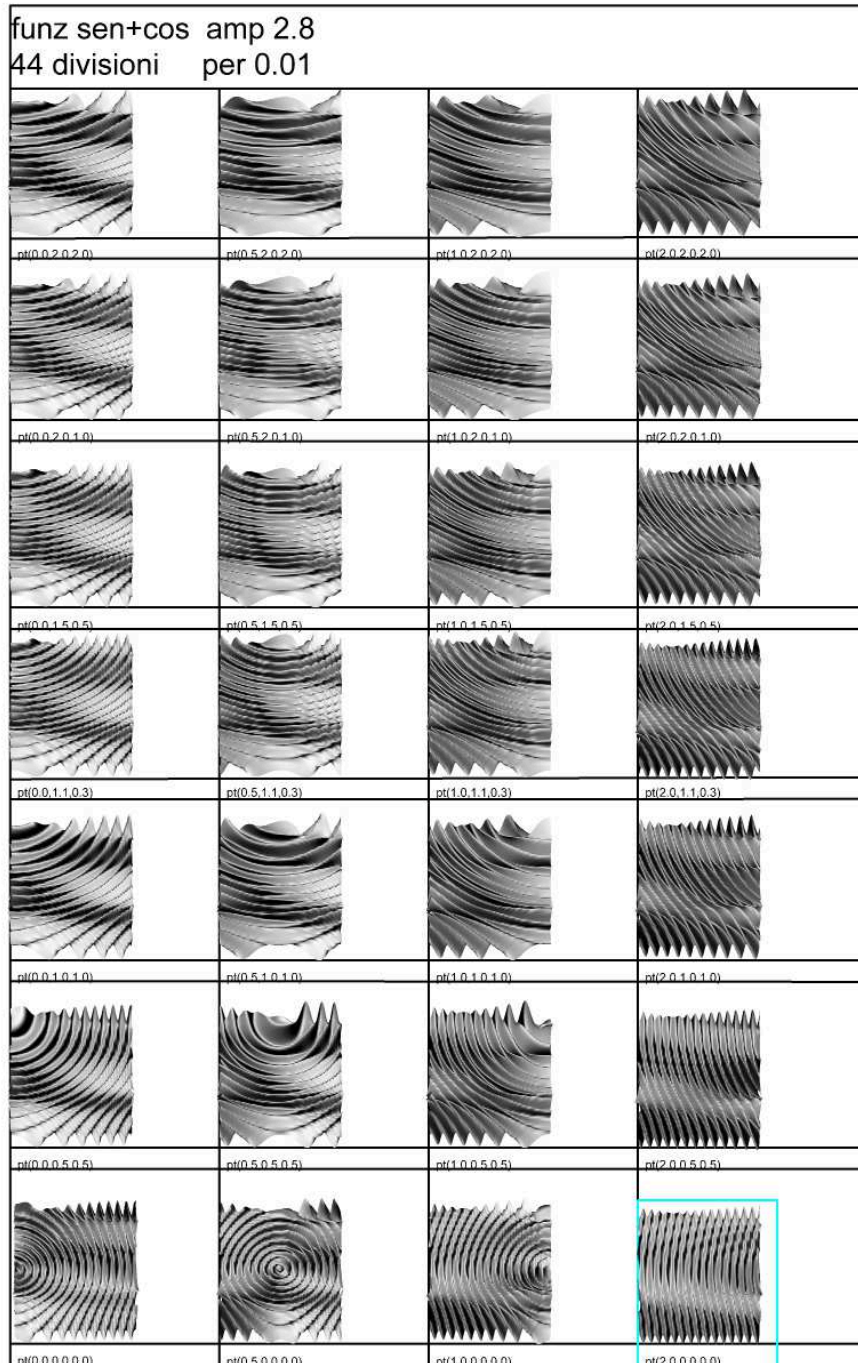 funz sen+cos amp 2.8
44 divisioni per 0.01
pt(0.0,2.0,2.0) pt(0.5,2.0,2.0) pt(1.0,2.0,2.0) pt(2.0,2.0,2.0)
pt(0.0,2.0,1.0) pt(0.5,2.0,1.0) pt(1.0,2.0,1.0) pt(2.0,2.0,1.0)
pt(0.0,1.5,0.5) pt(0.5,1.5,0.5) pt(1.0,1.5,0.5) pt(2.0,1.5,0.5)
pt(0.0,1.1,0.3) pt(0.5,1.1,0.3) pt(1.0,1.1,0.3) pt(2.0,1.1,0.3)
pt(0.0,1.0,1.0) pt(0.5,1.0,1.0) pt(1.0,1.0,1.0) pt(2.0,1.0,1.0)
pt(0.0,0.5,0.5) pt(0.5,0.5,0.5) pt(1.0,0.5,0.5) pt(2.0,0.5,0.5)
pt(0.0,0.0,0.0) pt(0.5,0.0,0.0) pt(1.0,0.0,0.0) pt(2.0,0.0,0.0)